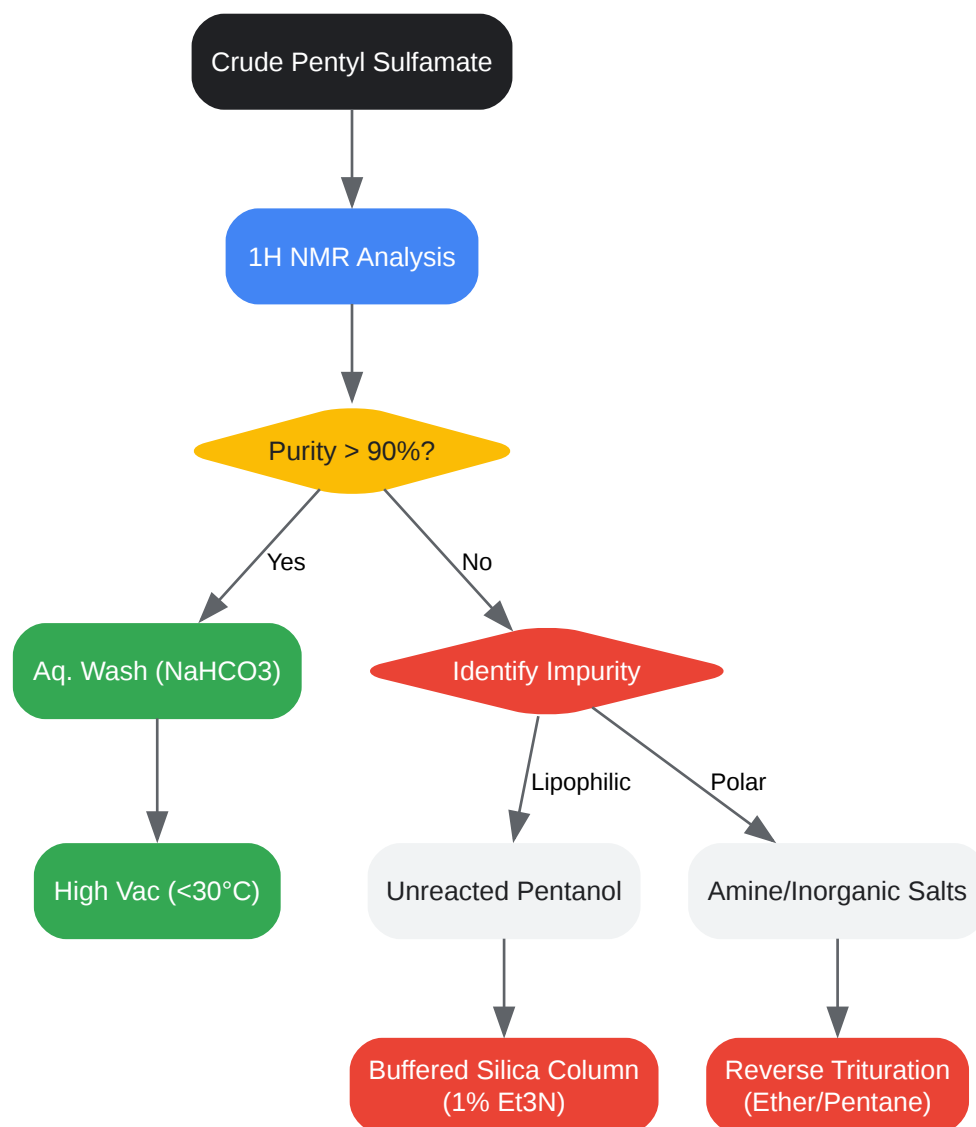 Crude Pentyl Sulfamate
1H NMR Analysis
Purity > 90%?
Yes
No
Aq. Wash (NaHCO3)
Identify Impurity
Lipophilic
Polar
High Vac (<30°C)
Unreacted Pentanol
Amine/Inorganic Salts
Buffered Silica Column
(1% Et3N)
Reverse Trituration
(Ether/Pentane)